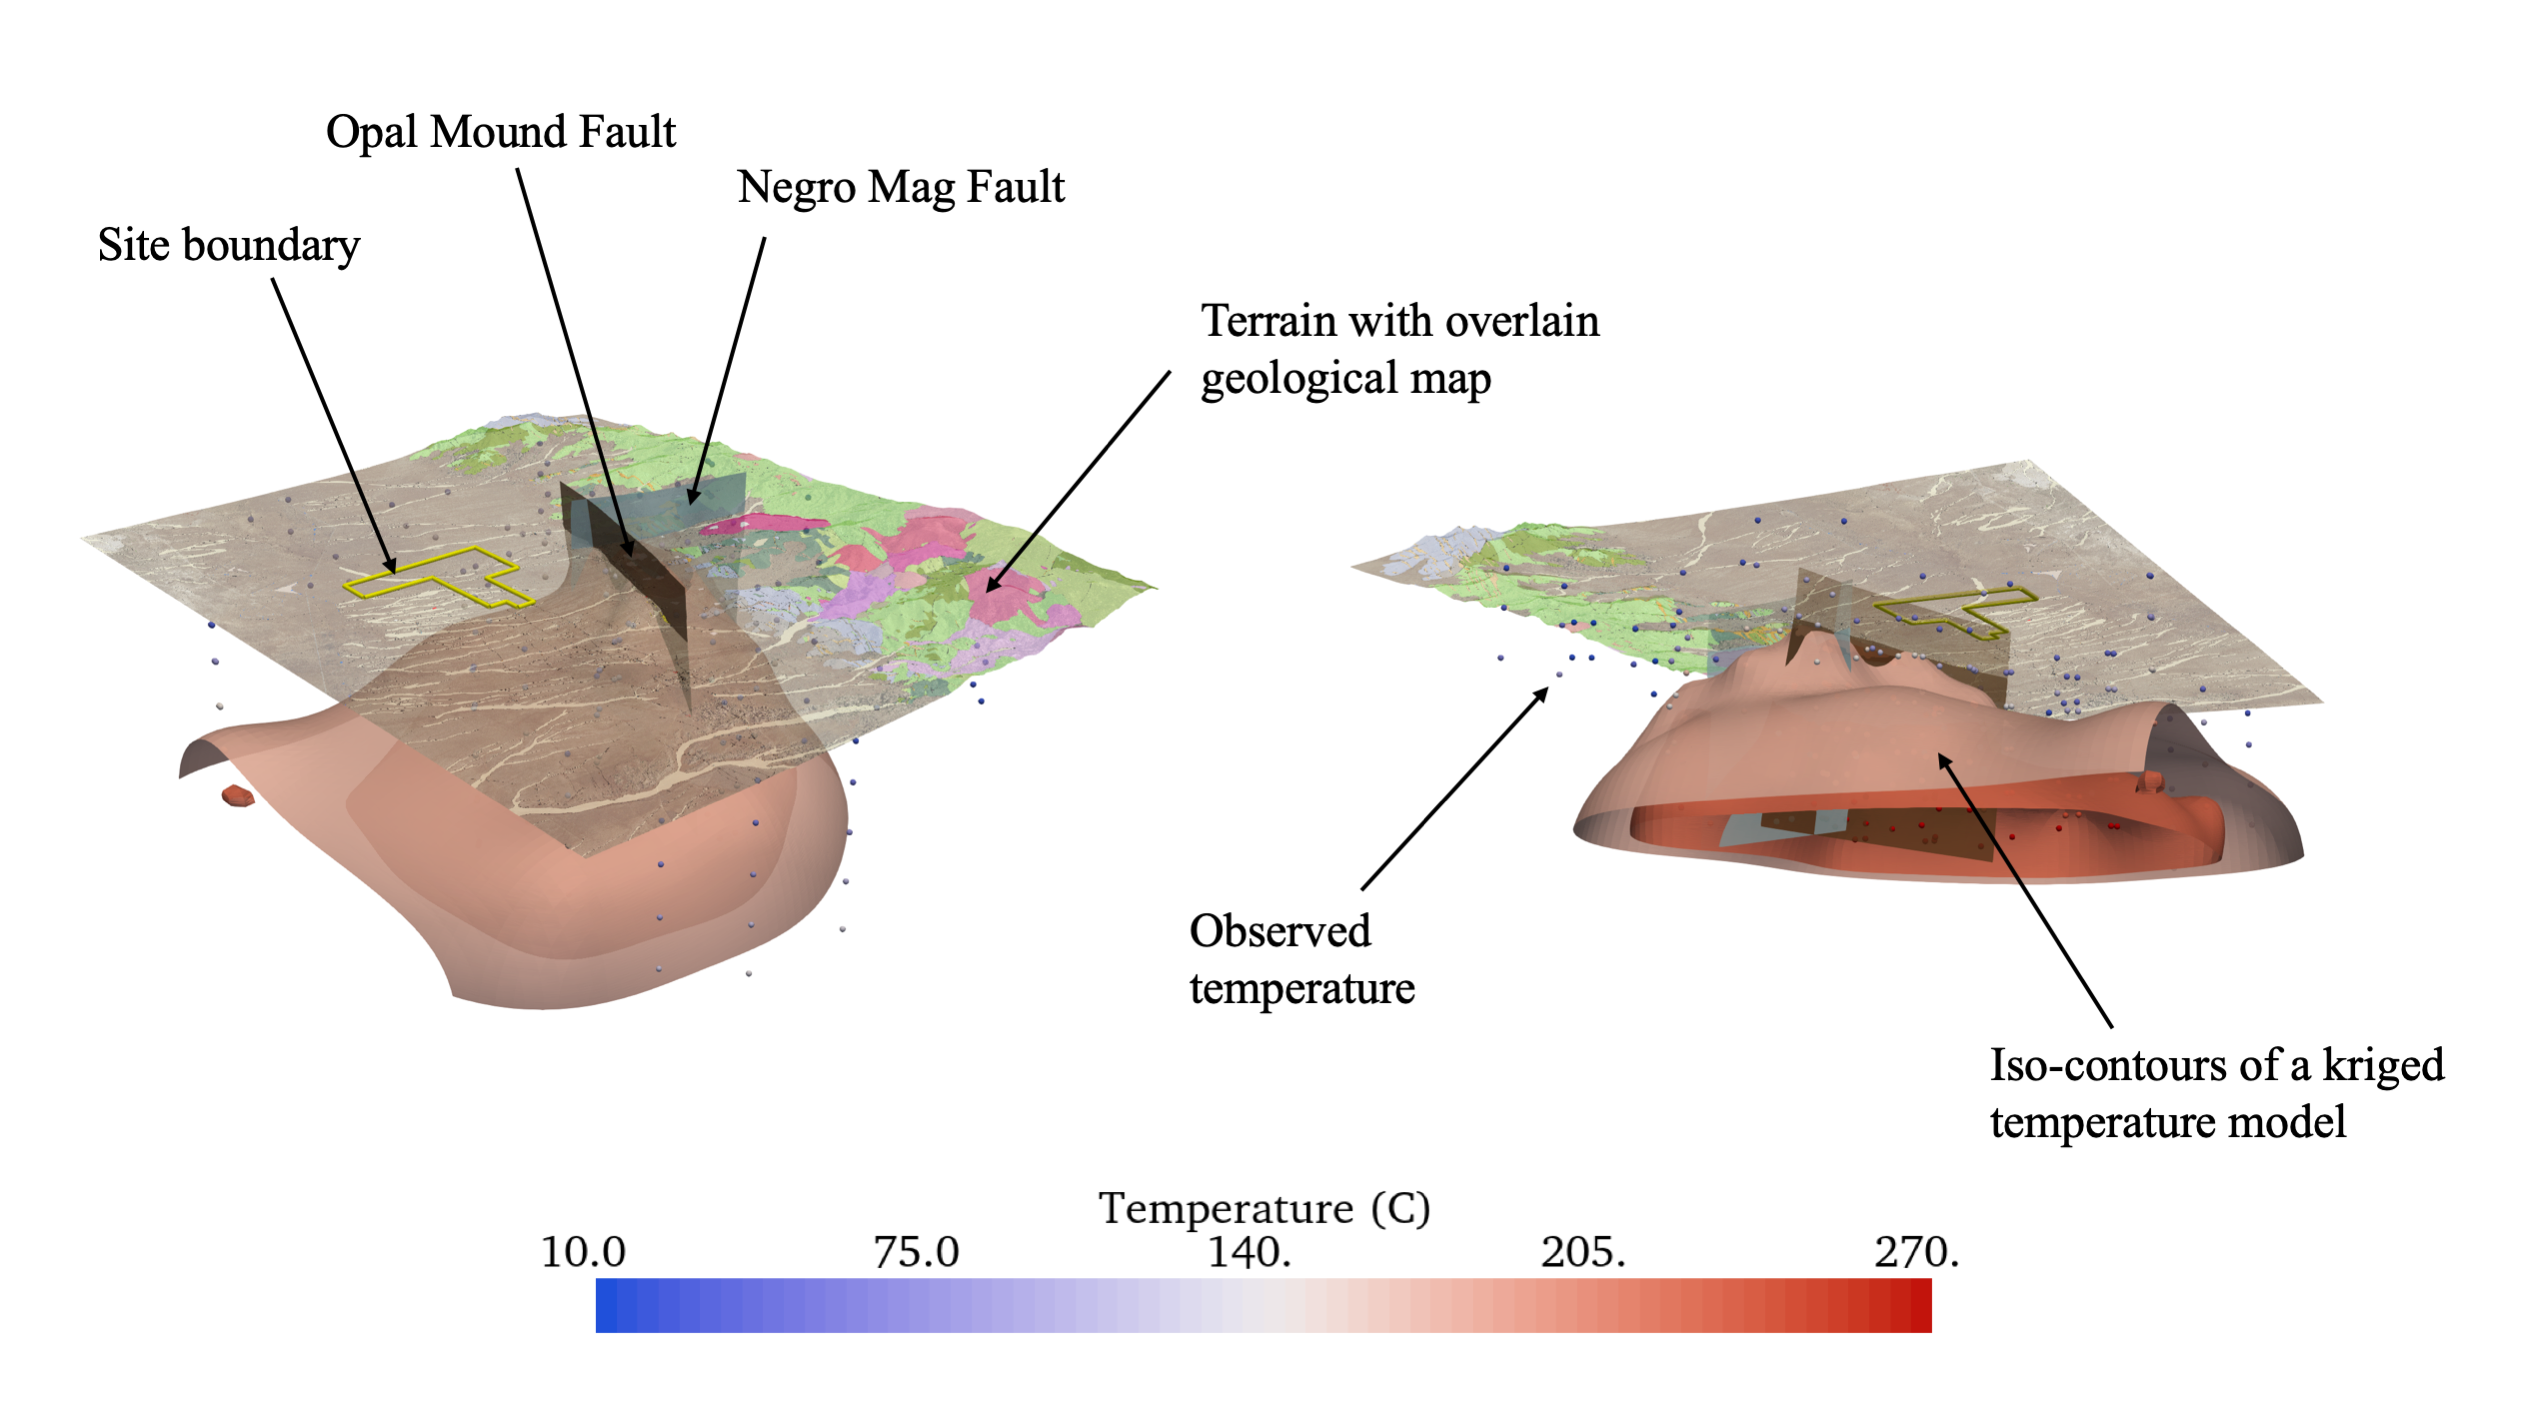 Opal Mound Fault
Negro Mag Fault
Site boundary
Terrain with overlain
geological map
Observed
temperature
Iso-contours of a kriged
temperature model
Temperature (C)
10.0 75.0 140. 205. 270.